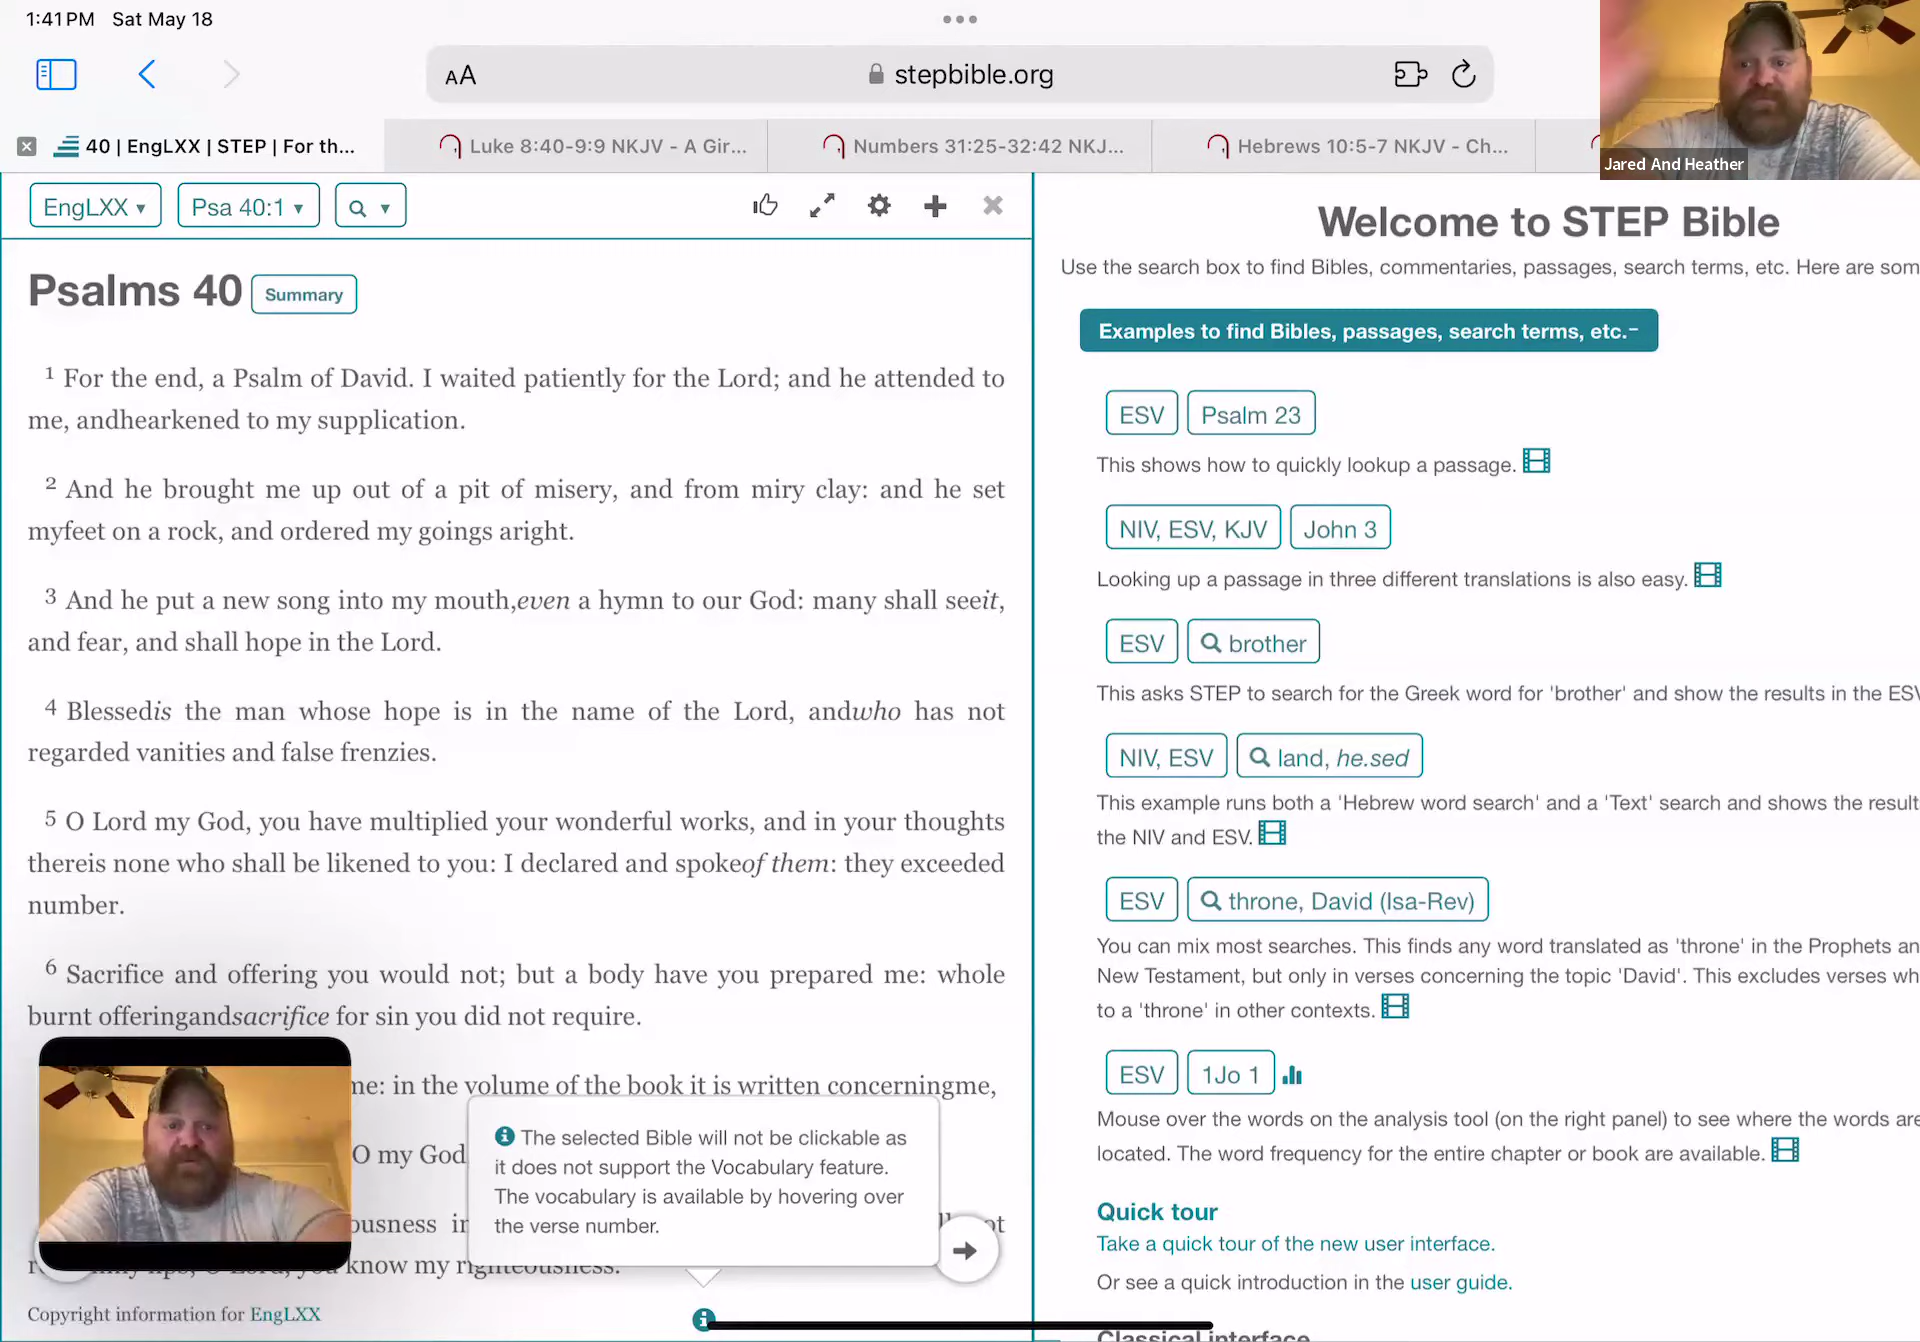 1:41 PM Sat May 18
AA stepbible.org
40 | EngLXX | STEP | For th...
Luke 8:40-9:9 NKJV - A Gir...
Numbers 31:25-32:42 NKJ...
Hebrews 10:5-7 NKJV - Ch...
Jared And Heather
EngLXX Psa 40:1
Psalms 40 Summary
1 For the end, a Psalm of David. I waited patiently for the Lord; and he attended to
me, andhearkened to my supplication.
2 And he brought me up out of a pit of misery, and from miry clay: and he set
myfeet on a rock, and ordered my goings aright.
3 And he put a new song into my mouth,even a hymn to our God: many shall seeit,
and fear, and shall hope in the Lord.
4 Blessedis the man whose hope is in the name of the Lord, andwho has not
regarded vanities and false frenzies.
5 O Lord my God, you have multiplied your wonderful works, and in your thoughts
thereis none who shall be likened to you: I declared and spokeof them: they exceeded
number.
6 Sacrifice and offering you would not; but a body have you prepared me: whole
burnt offeringandsacrifice for sin you did not require.
me: in the volume of the book it is written concerningme,
O my God
know my righteousness.
The selected Bible will not be clickable as
it does not support the Vocabulary feature.
The vocabulary is available by hovering over
the verse number.
Copyright information for EngLXX
Welcome to STEP Bible
Use the search box to find Bibles, commentaries, passages, search terms, etc. Here are som
Examples to find Bibles, passages, search terms, etc.−
ESV Psalm 23
This shows how to quickly lookup a passage.
NIV, ESV, KJV John 3
Looking up a passage in three different translations is also easy.
ESV brother
This asks STEP to search for the Greek word for 'brother' and show the results in the ESV
NIV, ESV land, he.sed
This example runs both a 'Hebrew word search' and a 'Text' search and shows the result
the NIV and ESV.
ESV throne, David (Isa-Rev)
You can mix most searches. This finds any word translated as 'throne' in the Prophets an
New Testament, but only in verses concerning the topic 'David'. This excludes verses wh
to a 'throne' in other contexts.
ESV 1Jo 1
Mouse over the words on the analysis tool (on the right panel) to see where the words are
located. The word frequency for the entire chapter or book are available.
Quick tour
Take a quick tour of the new user interface.
Or see a quick introduction in the user guide.
Classical interface